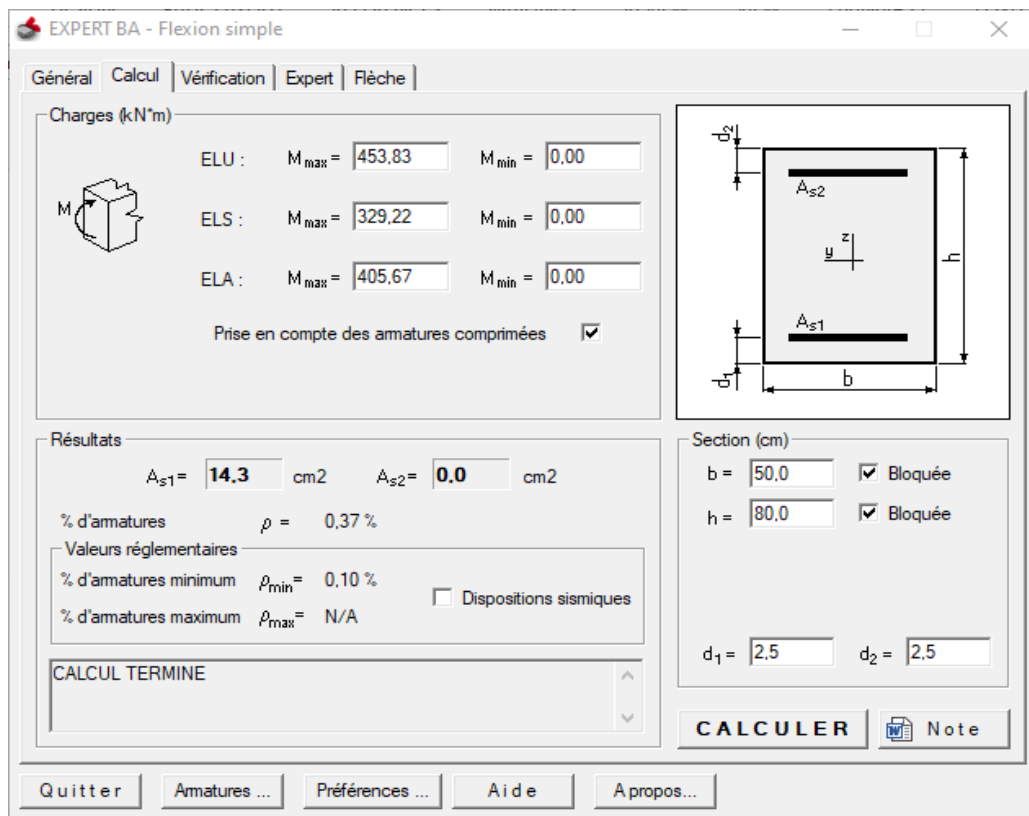 EXPERT BA - Flexion simple
Général Calcul Vérification Expert Flèche
Charges (kN*m)
ELU : Mmax = 453,83 Mmin = 0,00
ELS : Mmax = 329,22 Mmin = 0,00
ELA : Mmax = 405,67 Mmin = 0,00
M
Prise en compte des armatures comprimées
d2
As2
z
y
h
As1
d1
b
Résultats
As1= 14,3 cm2 As2= 0,0 cm2
% d'armatures ρ = 0,37 %
Valeurs réglementaires
% d'armatures minimum ρmin= 0,10 %
Dispositions sismiques
% d'armatures maximum ρmax= N/A
CALCUL TERMINE
Section (cm)
b = 50,0 Bloquée
h = 80,0 Bloquée
d1 = 2,5 d2 = 2,5
CALCULER Note
Quitter Armatures ... Préférences ... Aide A propos...